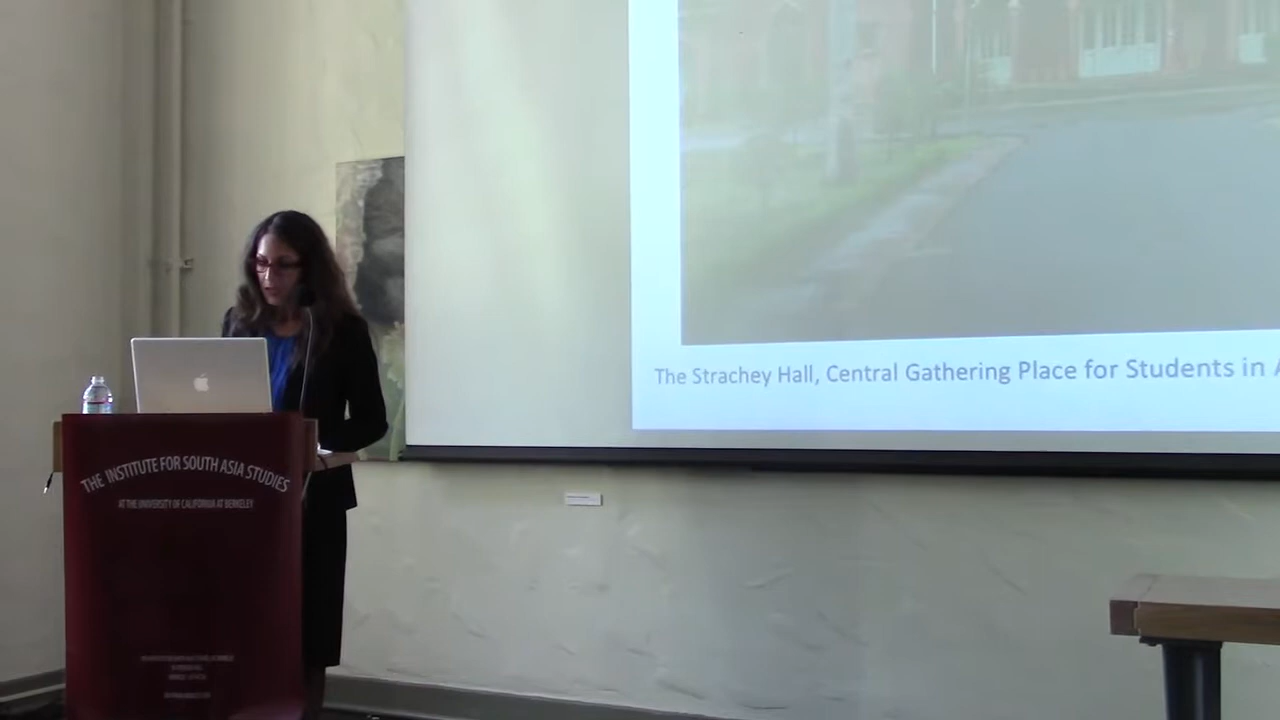 The Strachey Hall, Central Gathering Place for Students in A
THE INSTITUTE FOR SOUTH ASIA STUDIES
AT THE UNIVERSITY OF CALIFORNIA AT BERKELEY